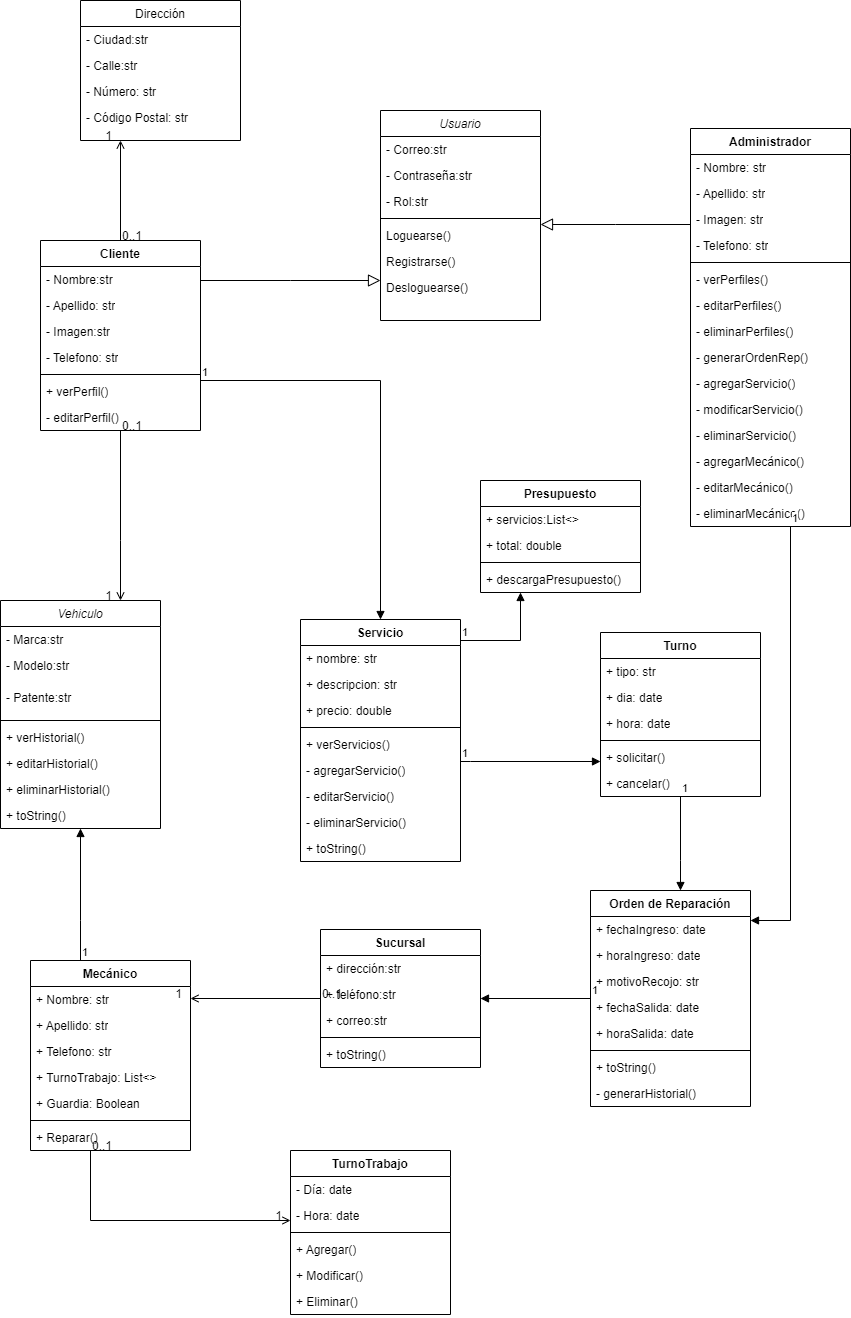 Dirección
- Ciudad:str
- Calle:str
- Número: str
- Código Postal: str
1
0..1
Cliente
- Nombre:str
- Apellido: str
- Imagen:str
- Telefono: str
+ verPerfil()
- editarPerfil()
1
0..1
1
Usuario
- Correo:str
- Contraseña:str
- Rol:str
Loguearse()
Registrarse()
Desloguearse()
Administrador
- Nombre: str
- Apellido: str
- Imagen: str
- Telefono: str
- verPerfiles()
- editarPerfiles()
- eliminarPerfiles()
- generarOrdenRep()
- agregarServicio()
- modificarServicio()
- eliminarServicio()
- agregarMecánico()
- editarMecánico()
- eliminarMecánico()
1
Presupuesto
+ servicios:List<>
+ total: double
+ descargaPresupuesto()
Vehiculo
- Marca:str
- Modelo:str
- Patente:str
+ verHistorial()
+ editarHistorial()
+ eliminarHistorial()
+ toString()
Servicio
+ nombre: str
+ descripcion: str
+ precio: double
+ verServicios()
- agregarServicio()
- editarServicio()
- eliminarServicio()
+ toString()
1
1
Turno
+ tipo: str
+ dia: date
+ hora: date
+ solicitar()
+ cancelar()
1
Orden de Reparación
+ fechaIngreso: date
+ horaIngreso: date
+ motivoRecojo: str
+ fechaSalida: date
+ horaSalida: date
+ toString()
- generarHistorial()
1
Sucursal
+ dirección:str
+ teléfono:str
+ correo:str
+ toString()
0..1
1
1
Mecánico
+ Nombre: str
+ Apellido: str
+ Telefono: str
+ TurnoTrabajo: List<>
+ Guardia: Boolean
+ Reparar()
0..1
1
TurnoTrabajo
- Día: date
- Hora: date
+ Agregar()
+ Modificar()
+ Eliminar()